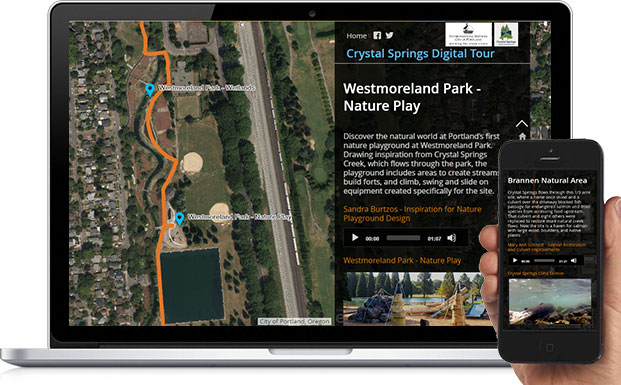 Home
Crystal Springs Digital Tour
Westmoreland Park - Wetlands
Westmoreland Park - Nature Play
City of Portland, Oregon
Westmoreland Park -
Nature Play
Discover the natural world at Portland's first
nature playground at Westmoreland Park.
Drawing inspiration from Crystal Springs
Creek, which flows through the park, the
playground includes areas to create streams
build forts, and climb, swing and slide on
equipment created specifically for the site.
Sandra Burtzos - Inspiration for Nature
Playground Design
00:00 01:07
Westmoreland Park - Nature Play
Brannen Natural Area
Crystal Springs flows through this 1/3 acre
site, where a home once stood and a
culvert over the driveway blocked fish
passage for endangered salmon and trout
species from accessing food upstream.
That culvert and eight others were
replaced to restore more natural creek
flows. Now the site is a haven for salmon
with large wood, boulders, and native
plants.
00:00 01:21
Crystal Springs Coho Salmon